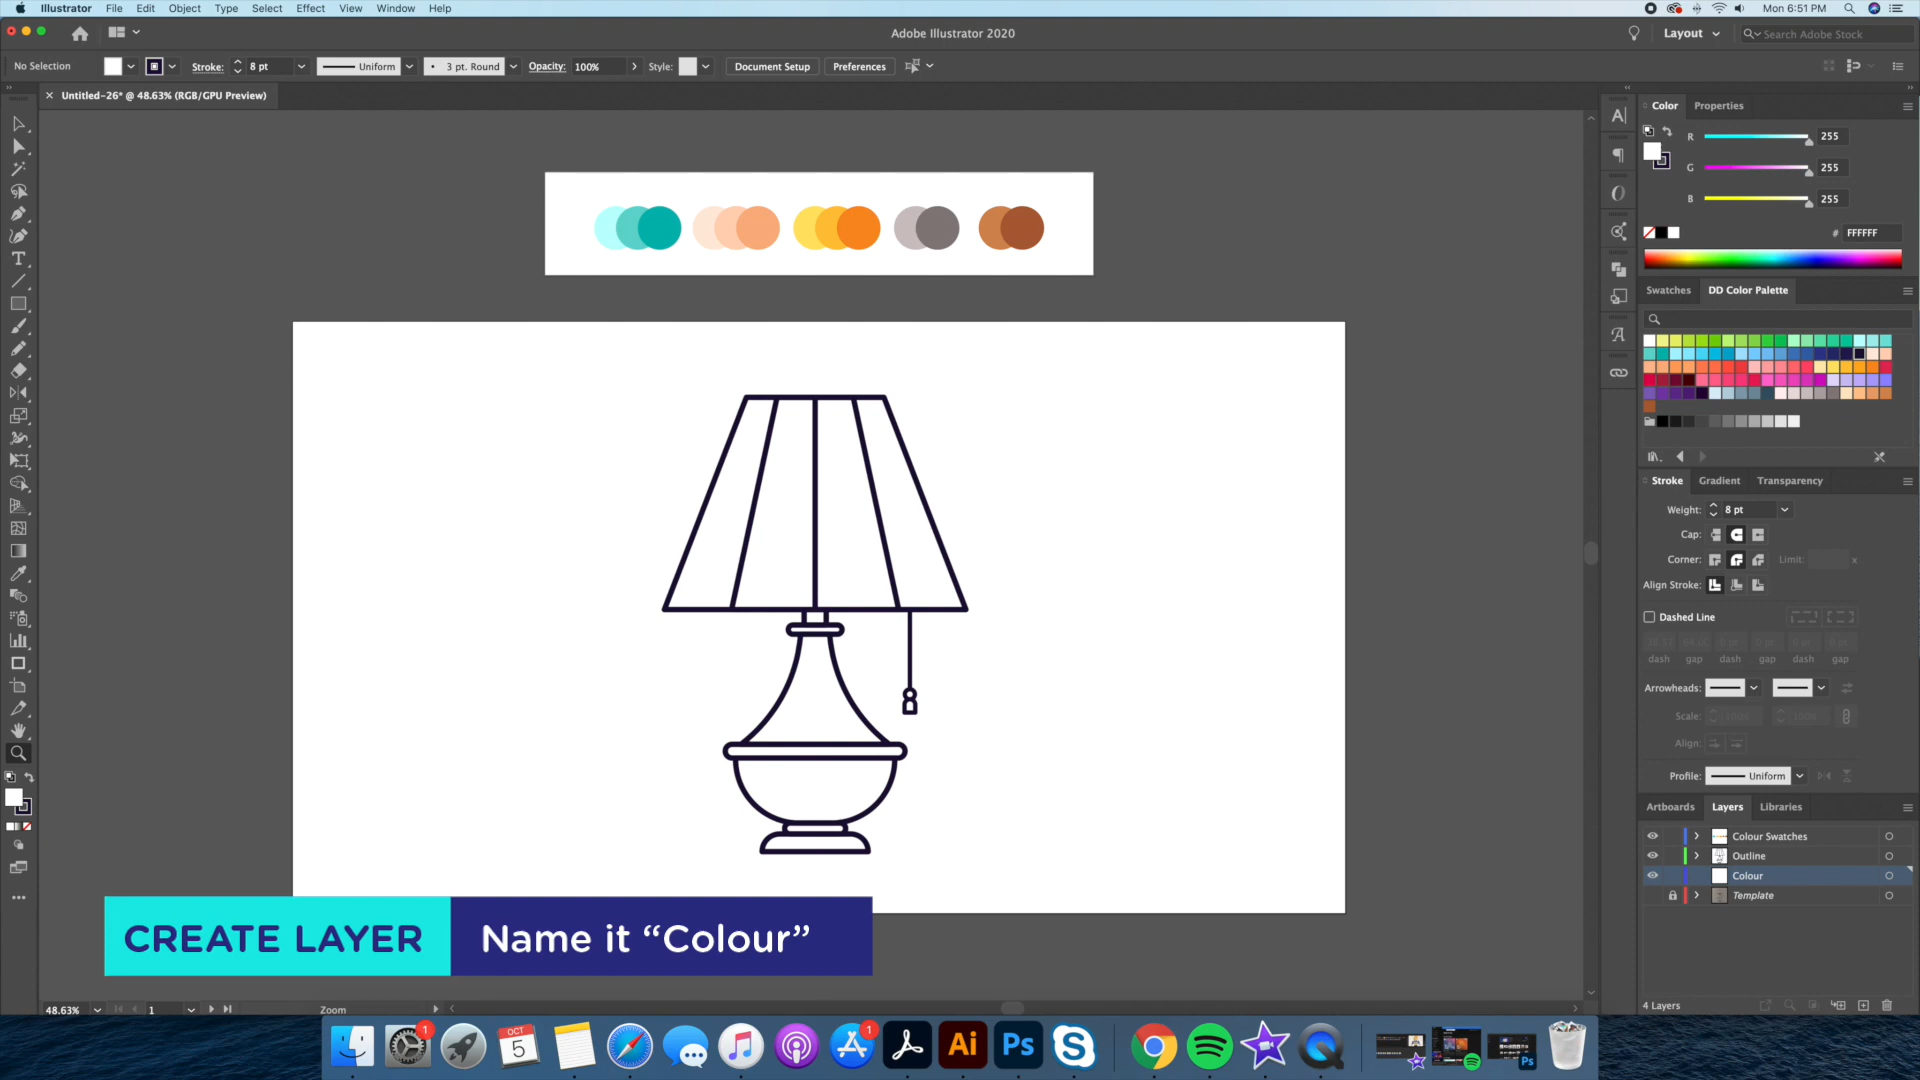 Illustrator File Edit Object Type Select Effect View Window Help
Mon 6:51 PM
Adobe Illustrator 2020
Layout
Search Adobe Stock
No Selection
Stroke: 8 pt
Uniform
3 pt. Round
Opacity: 100%
Style:
Document Setup
Preferences
Untitled-26* @ 48.63% (RGB/GPU Preview)
Color Properties
R 255
G 255
B 255
# FFFFFF
Swatches DD Color Palette
Stroke Gradient Transparency
Weight: 8 pt
Cap:
Corner: Limit: x
Align Stroke:
Dashed Line
dash gap dash gap dash gap
Arrowheads:
Scale:
Align:
Profile: Uniform
Artboards Layers Libraries
Colour Swatches
Outline
Colour
Template
4 Layers
CREATE LAYER
Name it “Colour”
48.63% 1 Zoom
1
OCT
5
1
Ai
Ps